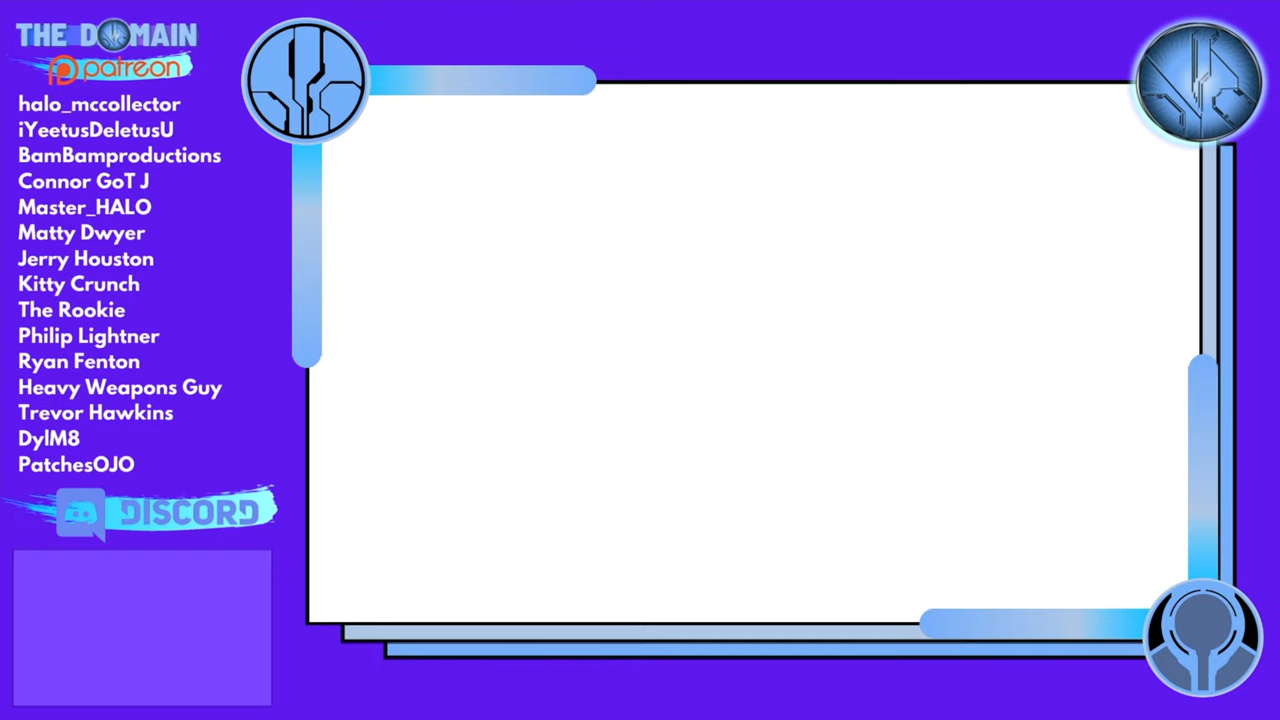 THE DOMAIN
patreon
halo_mccollector
iYeetusDeletusU
BamBamproductions
Connor GoT J
Master_HALO
Matty Dwyer
Jerry Houston
Kitty Crunch
The Rookie
Philip Lightner
Ryan Fenton
Heavy Weapons Guy
Trevor Hawkins
DylM8
PatchesOJO
DISCORD